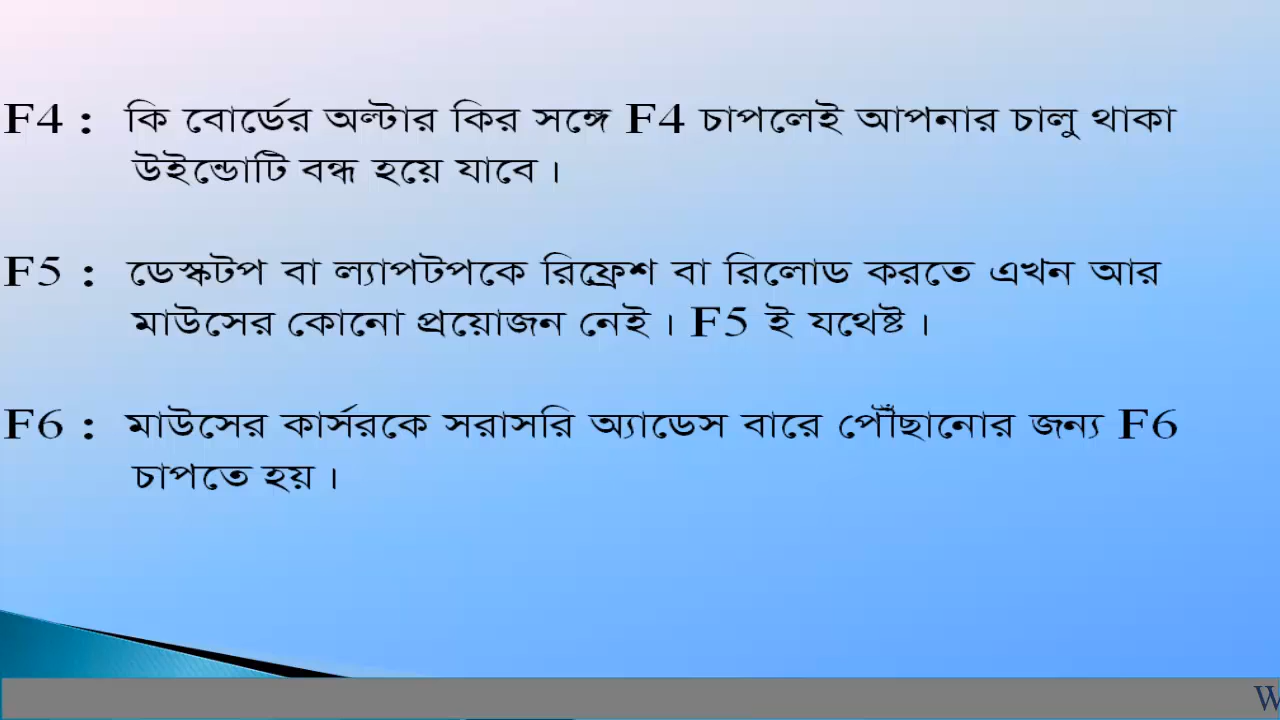 F4 : কি বোর্ডের অল্টার কির সঙ্গে F4 চাপলেই আপনার চালু থাকা
উইন্ডোটি বন্ধ হয়ে যাবে ।
F5 : ডেস্কটপ বা ল্যাপটপকে রিফ্রেশ বা রিলোড করতে এখন আর
মাউসের কোনো প্রয়োজন নেই । F5 ই যথেষ্ট ।
F6 : মাউসের কার্সরকে সরাসরি অ্যাডেস বারে পৌঁছানোর জন্য F6
চাপতে হয় ।
W